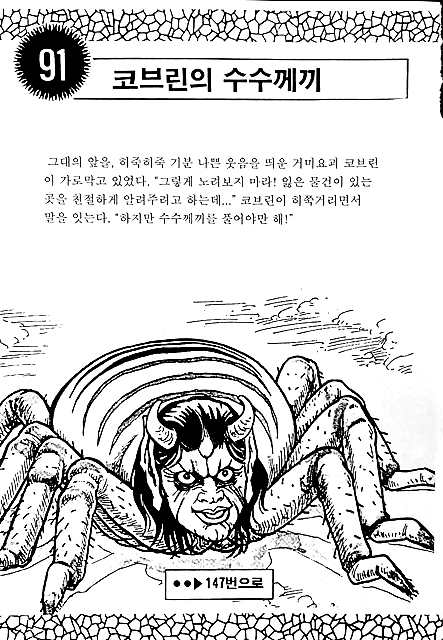 91
코브린의 수수께끼
그대의 앞을, 히죽히죽 기분 나쁜 웃음을 띄운 거미요괴 코브린
이 가로막고 있었다. "그렇게 노려보지 마라! 잃은 물건이 있는
곳을 친절하게 알려주려고 하는데..." 코브린이 히쭉거리면서
말을 잇는다. "하지만 수수께끼를 풀어야만 해!"
••▶147번으로